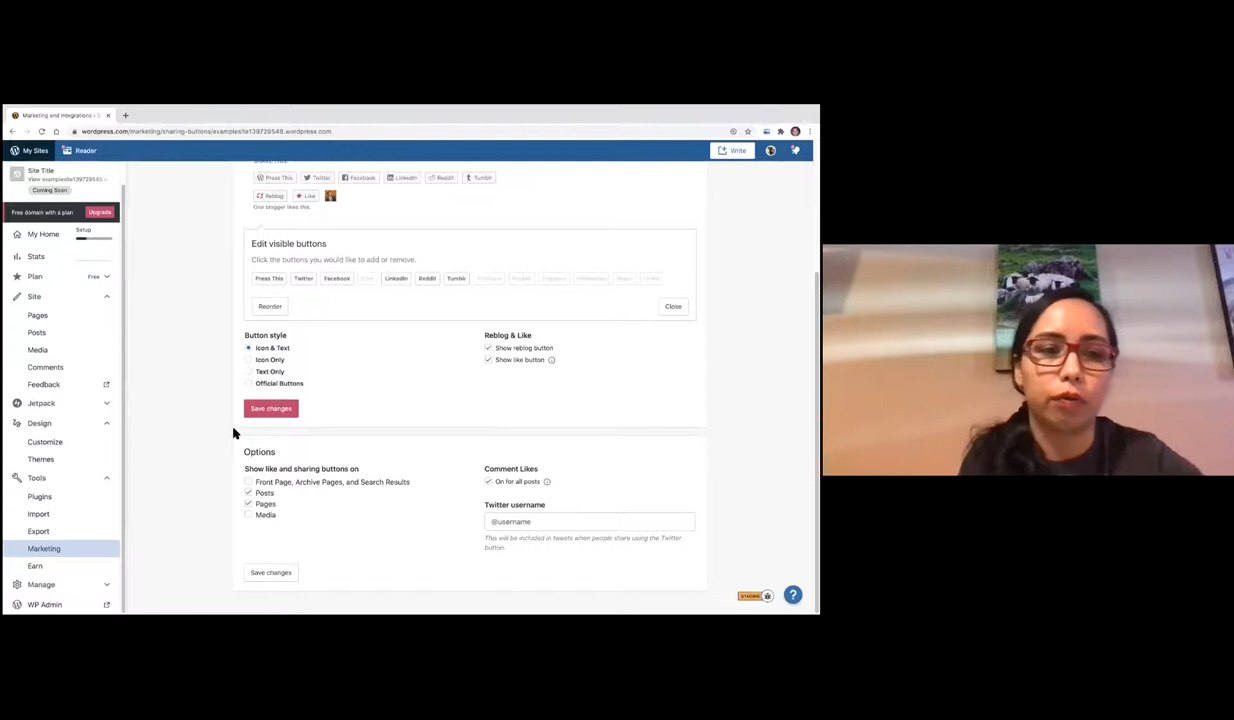 Marketing and Integrations
wordpress.com/marketing/sharing-buttons/examplesite139729548.wordpress.com
My Sites
Reader
Write
Site Title
View examplesite139729548.
Coming Soon
Free domain with a plan
Upgrade
My Home
Setup
Stats
Plan
Free
Site
Pages
Posts
Media
Comments
Feedback
Jetpack
Design
Customize
Themes
Tools
Plugins
Import
Export
Marketing
Earn
Manage
WP Admin
Press This Twitter Facebook LinkedIn Reddit Tumblr
Reblog Like
One blogger likes this.
Edit visible buttons
Click the buttons you would like to add or remove.
Press This Twitter Facebook LinkedIn Reddit Tumblr
Reorder
Close
Button style
Icon & Text
Icon Only
Text Only
Official Buttons
Reblog & Like
Show reblog button
Show like button
Save changes
Options
Show like and sharing buttons on
Front Page, Archive Pages, and Search Results
Posts
Pages
Media
Comment Likes
On for all posts
Twitter username
@username
This will be included in tweets when people share using the Twitter
button.
Save changes
STAGING
?